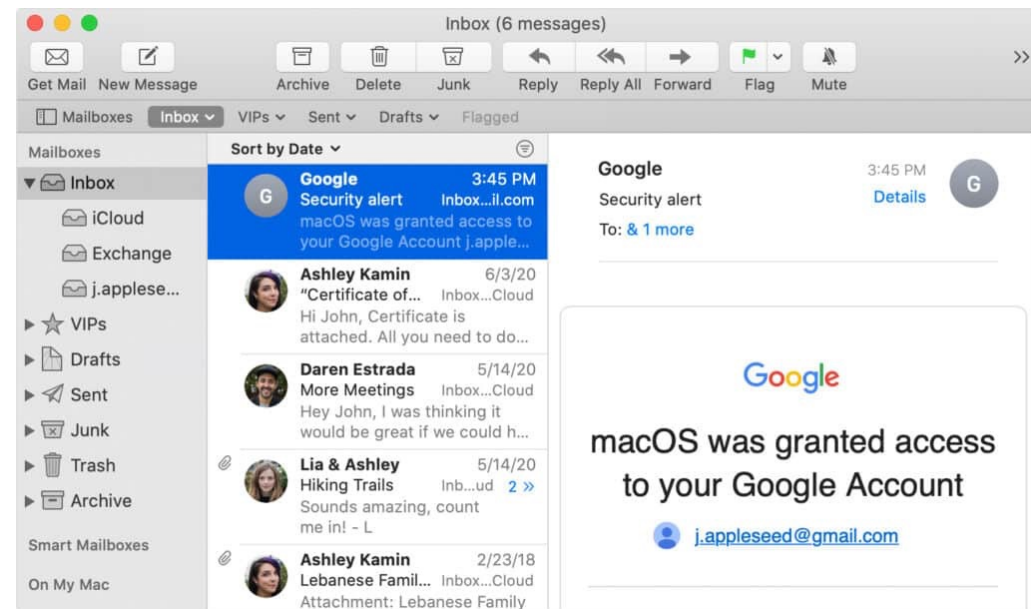 Inbox (6 messages)
Get Mail New Message Archive Delete Junk Reply Reply All Forward Flag Mute
Mailboxes Inbox VIPs Sent Drafts Flagged
Mailboxes
Inbox
iCloud
Exchange
j.applese...
VIPs
Drafts
Sent
Junk
Trash
Archive
Smart Mailboxes
On My Mac
Sort by Date
G
Google 3:45 PM
Security alert Inbox...il.com
macOS was granted access to
your Google Account j.apple...
Ashley Kamin 6/3/20
“Certificate of... Inbox...Cloud
Hi John, Certificate is
attached. All you need to do...
Daren Estrada 5/14/20
More Meetings Inbox...Cloud
Hey John, I was thinking it
would be great if we could h...
Lia & Ashley 5/14/20
Hiking Trails Inb...ud 2 »
Sounds amazing, count
me in! - L
Ashley Kamin 2/23/18
Lebanese Famil... Inbox...Cloud
Attachment: Lebanese Family
Google 3:45 PM
G
Security alert Details
To: & 1 more
Google
macOS was granted access
to your Google Account
j.appleseed@gmail.com